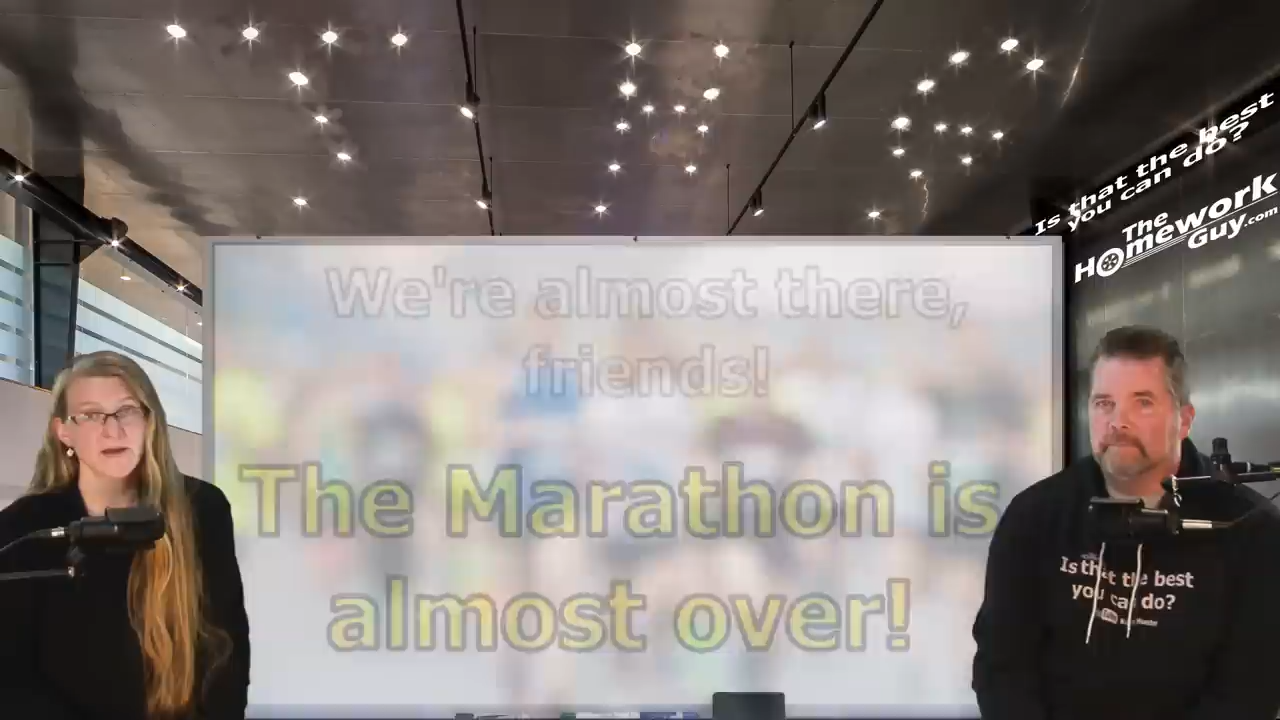 Is that the best
you can do?
The
Homework
Guy.com
We're almost there,
friends!
The Marathon is
almost over!
Is that the best
you can do?